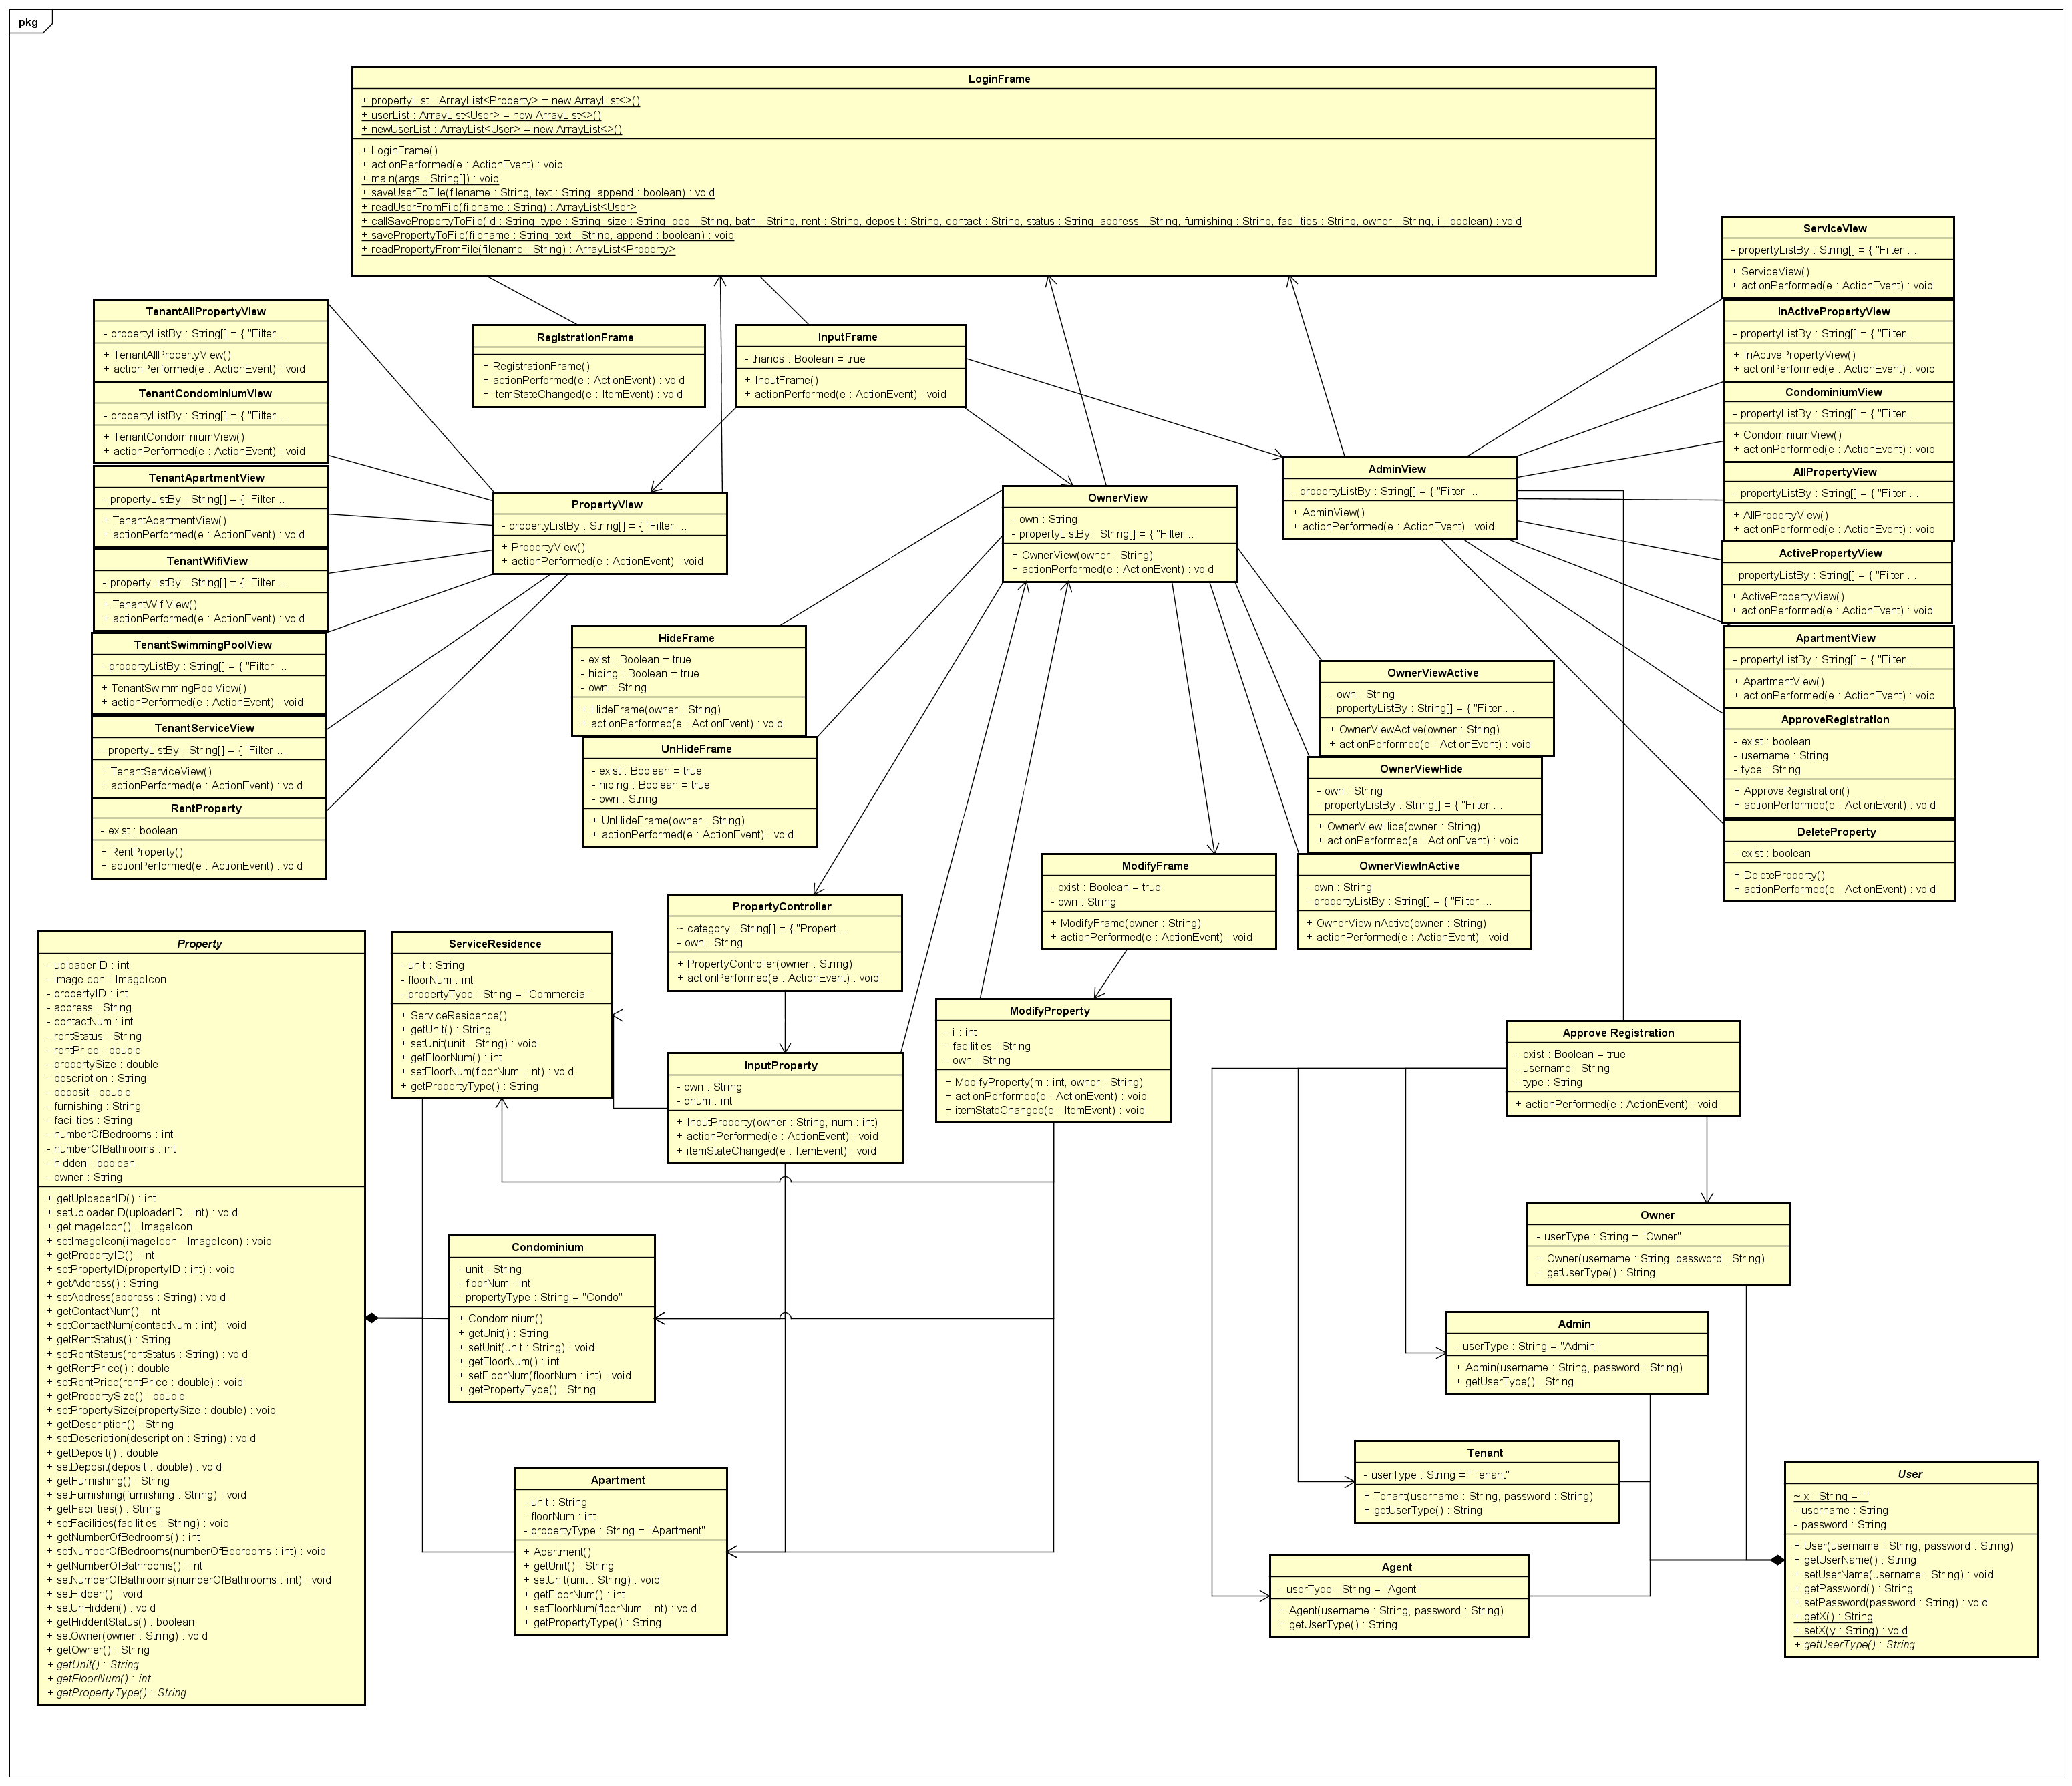 pkg
LoginFrame
+ propertyList : ArrayList<Property> = new ArrayList<>()
+ userList : ArrayList<User> = new ArrayList<>()
+ newUserList : ArrayList<User> = new ArrayList<>()
+ LoginFrame()
+ actionPerformed(e : ActionEvent) : void
+ main(args : String[]) : void
+ saveUserToFile(filename : String, text : String, append : boolean) : void
+ readUserFromFile(filename : String) : ArrayList<User>
+ callSavePropertyToFile(id : String, type : String, size : String, bed : String, bath : String, rent : String, deposit : String, contact : String, status : String, address : String, furnishing : String, facilities : String, owner : String, i : boolean) : void
+ savePropertyToFile(filename : String, text : String, append : boolean) : void
+ readPropertyFromFile(filename : String) : ArrayList<Property>
RegistrationFrame
+ RegistrationFrame()
+ actionPerformed(e : ActionEvent) : void
+ itemStateChanged(e : ItemEvent) : void
InputFrame
- thanos : Boolean = true
+ InputFrame()
+ actionPerformed(e : ActionEvent) : void
TenantAllPropertyView
- propertyListBy : String[] = { "Filter ...
+ TenantAllPropertyView()
+ actionPerformed(e : ActionEvent) : void
TenantCondominiumView
- propertyListBy : String[] = { "Filter ...
+ TenantCondominiumView()
+ actionPerformed(e : ActionEvent) : void
TenantApartmentView
- propertyListBy : String[] = { "Filter ...
+ TenantApartmentView()
+ actionPerformed(e : ActionEvent) : void
TenantWifiView
- propertyListBy : String[] = { "Filter ...
+ TenantWifiView()
+ actionPerformed(e : ActionEvent) : void
TenantSwimmingPoolView
- propertyListBy : String[] = { "Filter ...
+ TenantSwimmingPoolView()
+ actionPerformed(e : ActionEvent) : void
TenantServiceView
- propertyListBy : String[] = { "Filter ...
+ TenantServiceView()
+ actionPerformed(e : ActionEvent) : void
RentProperty
- exist : boolean
+ RentProperty()
+ actionPerformed(e : ActionEvent) : void
PropertyView
- propertyListBy : String[] = { "Filter ...
+ PropertyView()
+ actionPerformed(e : ActionEvent) : void
OwnerView
- own : String
- propertyListBy : String[] = { "Filter ...
+ OwnerView(owner : String)
+ actionPerformed(e : ActionEvent) : void
AdminView
- propertyListBy : String[] = { "Filter ...
+ AdminView()
+ actionPerformed(e : ActionEvent) : void
ServiceView
- propertyListBy : String[] = { "Filter ...
+ ServiceView()
+ actionPerformed(e : ActionEvent) : void
InActivePropertyView
- propertyListBy : String[] = { "Filter ...
+ InActivePropertyView()
+ actionPerformed(e : ActionEvent) : void
CondominiumView
- propertyListBy : String[] = { "Filter ...
+ CondominiumView()
+ actionPerformed(e : ActionEvent) : void
AllPropertyView
- propertyListBy : String[] = { "Filter ...
+ AllPropertyView()
+ actionPerformed(e : ActionEvent) : void
ActivePropertyView
- propertyListBy : String[] = { "Filter ...
+ ActivePropertyView()
+ actionPerformed(e : ActionEvent) : void
ApartmentView
- propertyListBy : String[] = { "Filter ...
+ ApartmentView()
+ actionPerformed(e : ActionEvent) : void
ApproveRegistration
- exist : boolean
- username : String
- type : String
+ ApproveRegistration()
+ actionPerformed(e : ActionEvent) : void
DeleteProperty
- exist : boolean
+ DeleteProperty()
+ actionPerformed(e : ActionEvent) : void
HideFrame
- exist : Boolean = true
- hiding : Boolean = true
- own : String
+ HideFrame(owner : String)
+ actionPerformed(e : ActionEvent) : void
UnHideFrame
- exist : Boolean = true
- hiding : Boolean = true
- own : String
+ UnHideFrame(owner : String)
+ actionPerformed(e : ActionEvent) : void
OwnerViewActive
- own : String
- propertyListBy : String[] = { "Filter ...
+ OwnerViewActive(owner : String)
+ actionPerformed(e : ActionEvent) : void
OwnerViewHide
- own : String
- propertyListBy : String[] = { "Filter ...
+ OwnerViewHide(owner : String)
+ actionPerformed(e : ActionEvent) : void
OwnerViewInActive
- own : String
- propertyListBy : String[] = { "Filter ...
+ OwnerViewInActive(owner : String)
+ actionPerformed(e : ActionEvent) : void
ModifyFrame
- exist : Boolean = true
- own : String
+ ModifyFrame(owner : String)
+ actionPerformed(e : ActionEvent) : void
PropertyController
~ category : String[] = { "Propert...
- own : String
+ PropertyController(owner : String)
+ actionPerformed(e : ActionEvent) : void
Property
- uploaderID : int
- imageIcon : ImageIcon
- propertyID : int
- address : String
- contactNum : int
- rentStatus : String
- rentPrice : double
- propertySize : double
- description : String
- deposit : double
- furnishing : String
- facilities : String
- numberOfBedrooms : int
- numberOfBathrooms : int
- hidden : boolean
- owner : String
+ getUploaderID() : int
+ setUploaderID(uploaderID : int) : void
+ getImageIcon() : ImageIcon
+ setImageIcon(imageIcon : ImageIcon) : void
+ getPropertyID() : int
+ setPropertyID(propertyID : int) : void
+ getAddress() : String
+ setAddress(address : String) : void
+ getContactNum() : int
+ setContactNum(contactNum : int) : void
+ getRentStatus() : String
+ setRentStatus(rentStatus : String) : void
+ getRentPrice() : double
+ setRentPrice(rentPrice : double) : void
+ getPropertySize() : double
+ setPropertySize(propertySize : double) : void
+ getDescription() : String
+ setDescription(description : String) : void
+ getDeposit() : double
+ setDeposit(deposit : double) : void
+ getFurnishing() : String
+ setFurnishing(furnishing : String) : void
+ getFacilities() : String
+ setFacilities(facilities : String) : void
+ getNumberOfBedrooms() : int
+ setNumberOfBedrooms(numberOfBedrooms : int) : void
+ getNumberOfBathrooms() : int
+ setNumberOfBathrooms(numberOfBathrooms : int) : void
+ setHidden() : void
+ setUnHidden() : void
+ getHiddentStatus() : boolean
+ setOwner(owner : String) : void
+ getOwner() : String
+ getUnit() : String
+ getFloorNum() : int
+ getPropertyType() : String
ServiceResidence
- unit : String
- floorNum : int
- propertyType : String = "Commercial"
+ ServiceResidence()
+ getUnit() : String
+ setUnit(unit : String) : void
+ getFloorNum() : int
+ setFloorNum(floorNum : int) : void
+ getPropertyType() : String
InputProperty
- own : String
- pnum : int
+ InputProperty(owner : String, num : int)
+ actionPerformed(e : ActionEvent) : void
+ itemStateChanged(e : ItemEvent) : void
ModifyProperty
- i : int
- facilities : String
- own : String
+ ModifyProperty(m : int, owner : String)
+ actionPerformed(e : ActionEvent) : void
+ itemStateChanged(e : ItemEvent) : void
Approve Registration
- exist : Boolean = true
- username : String
- type : String
+ actionPerformed(e : ActionEvent) : void
Owner
- userType : String = "Owner"
+ Owner(username : String, password : String)
+ getUserType() : String
Condominium
- unit : String
- floorNum : int
- propertyType : String = "Condo"
+ Condominium()
+ getUnit() : String
+ setUnit(unit : String) : void
+ getFloorNum() : int
+ setFloorNum(floorNum : int) : void
+ getPropertyType() : String
Admin
- userType : String = "Admin"
+ Admin(username : String, password : String)
+ getUserType() : String
Tenant
- userType : String = "Tenant"
+ Tenant(username : String, password : String)
+ getUserType() : String
Apartment
- unit : String
- floorNum : int
- propertyType : String = "Apartment"
+ Apartment()
+ getUnit() : String
+ setUnit(unit : String) : void
+ getFloorNum() : int
+ setFloorNum(floorNum : int) : void
+ getPropertyType() : String
Agent
- userType : String = "Agent"
+ Agent(username : String, password : String)
+ getUserType() : String
User
~ x : String = ""
- username : String
- password : String
+ User(username : String, password : String)
+ getUserName() : String
+ setUserName(username : String) : void
+ getPassword() : String
+ setPassword(password : String) : void
+ getX() : String
+ setX(y : String) : void
+ getUserType() : String